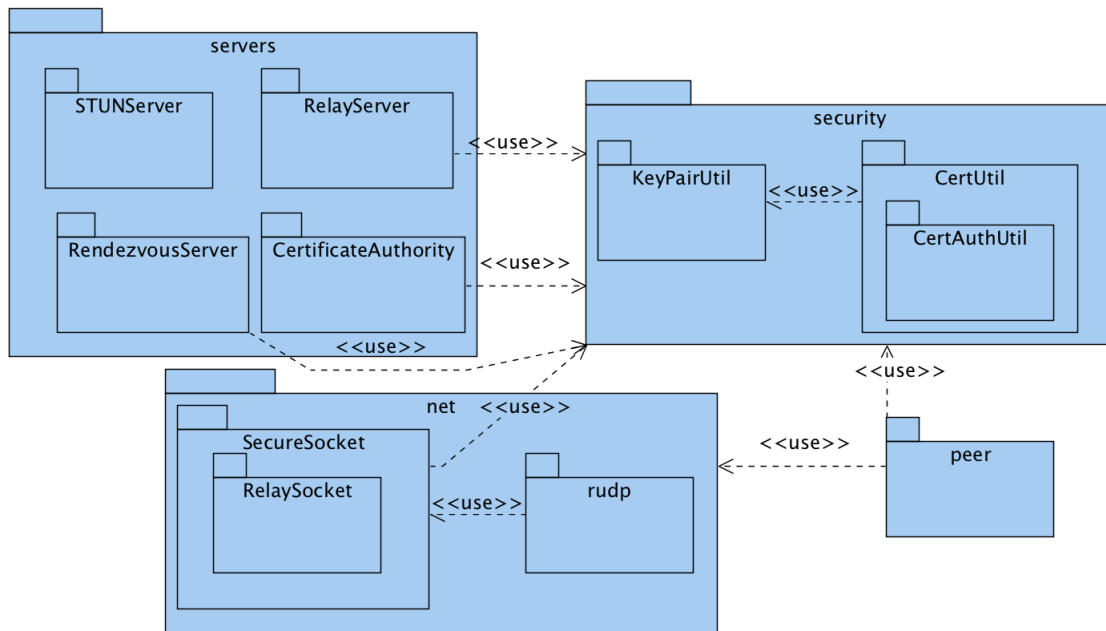 servers
STUNServer
RelayServer
<<use>>
RendezvousServer
CertificateAuthority
<<use>>
<<use>>
security
KeyPairUtil
<<use>>
CertUtil
CertAuthUtil
net
<<use>>
SecureSocket
RelaySocket
<<use>>
rudp
<<use>>
<<use>>
peer